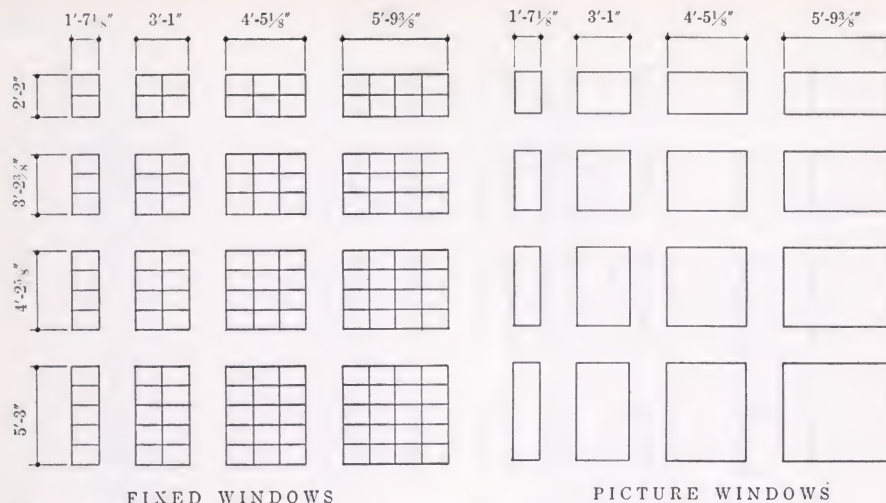 1'-7⅛" 3'-1" 4'-5⅛" 5'-9⅜" 1'-7⅛" 3'-1" 4'-5⅛" 5'-9⅜"
2'-2"
3'-2⅜"
4'-2⅝"
5'-3"
FIXED WINDOWS PICTURE WINDOWS